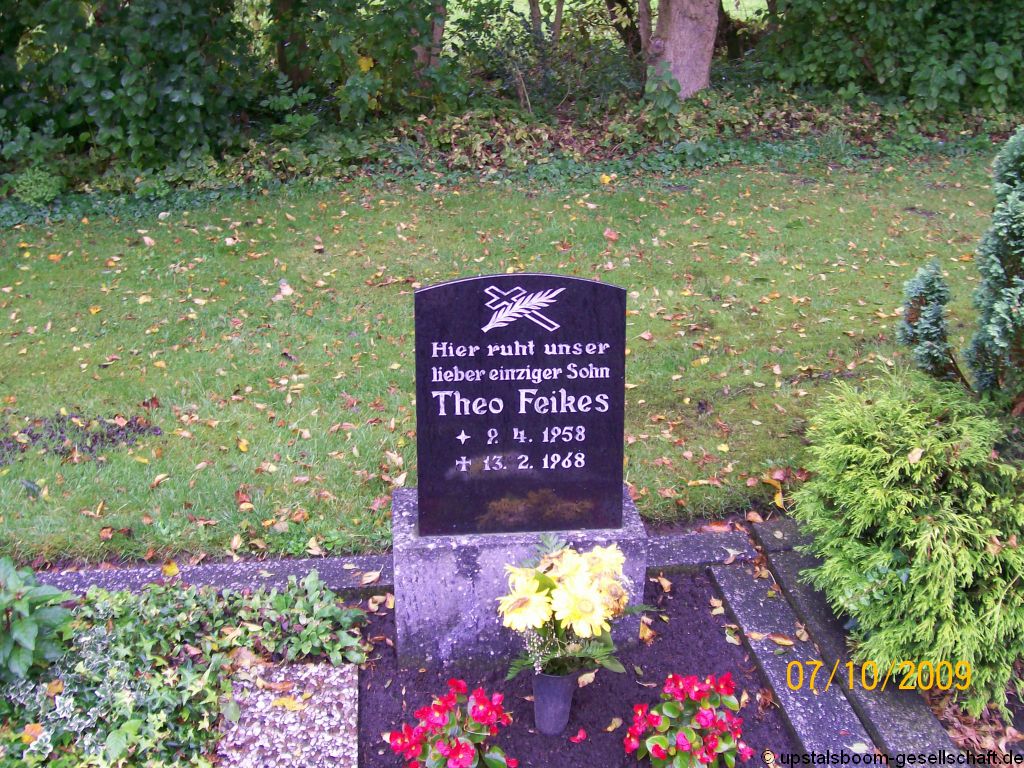 Hier ruht unser
lieber einziger Sohn
Theo Feikes
9. 4. 1958
13. 2. 1968
07/10/2009
© upstalsboom-gesellschaft.de